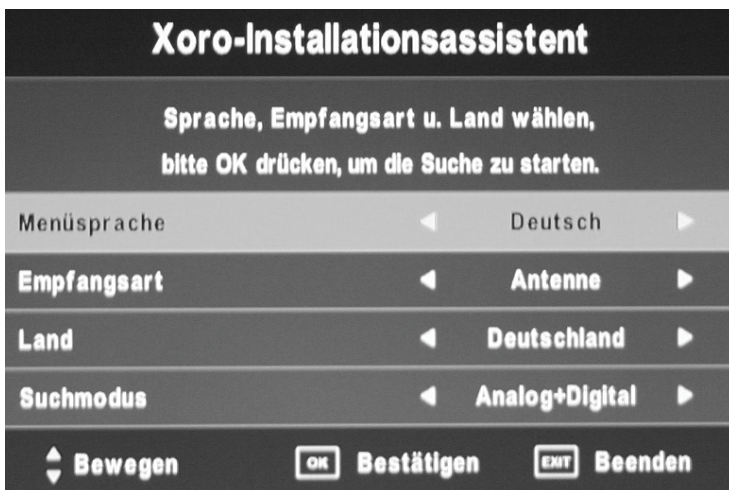 Xoro-Installationsassistent
Sprache, Empfangsart u. Land wählen,
bitte OK drücken, um die Suche zu starten.
Menüsprache Deutsch
Empfangsart Antenne
Land Deutschland
Suchmodus Analog+Digital
Bewegen OK Bestätigen EXIT Beenden